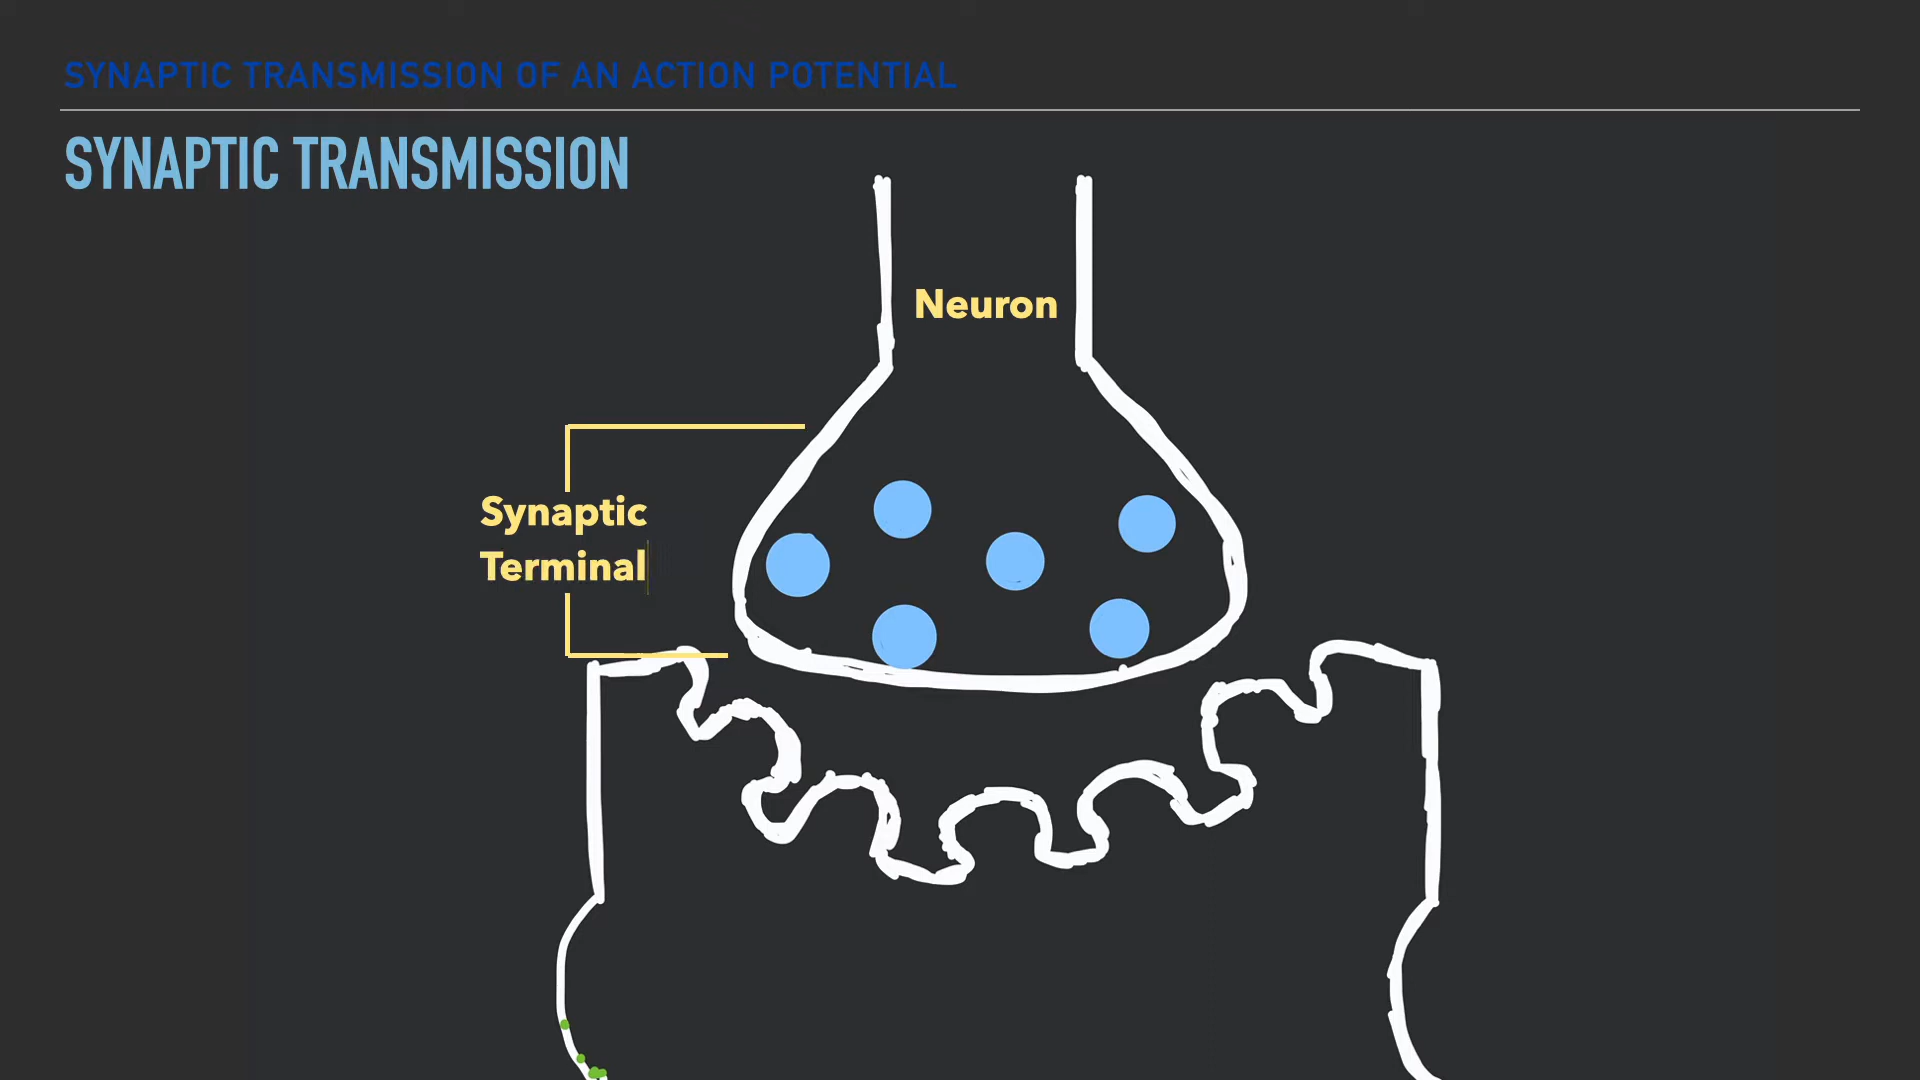 SYNAPTIC TRANSMISSION OF AN ACTION POTENTIAL
SYNAPTIC TRANSMISSION
Neuron
Synaptic
Terminal